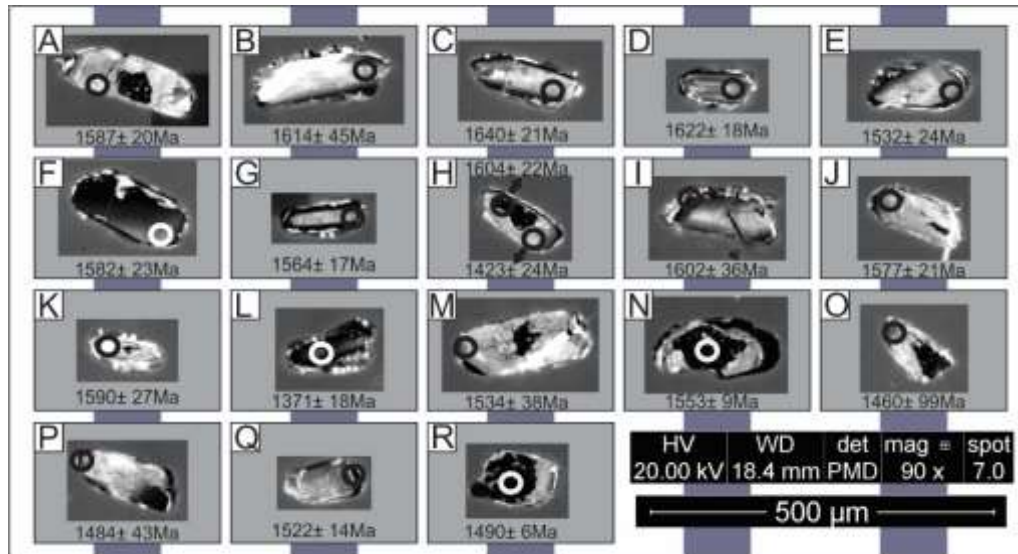 A
B
C
D
E
1587± 20Ma
1614± 45Ma
1640± 21Ma
1622± 18Ma
1532± 24Ma
F
G
H
I
J
1604± 22Ma
1582± 23Ma
1564± 17Ma
1423± 24Ma
1602± 36Ma
1577± 21Ma
K
L
M
N
O
1590± 27Ma
1371± 18Ma
1534± 38Ma
1553± 9Ma
1460± 99Ma
P
Q
R
1484± 43Ma
1522± 14Ma
1490± 6Ma
HV WD det mag ⊞ spot
20.00 kV 18.4 mm PMD 90 x 7.0
500 µm